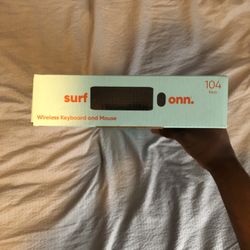 surf onn.
104
Keys
Wireless Keyboard and Mouse